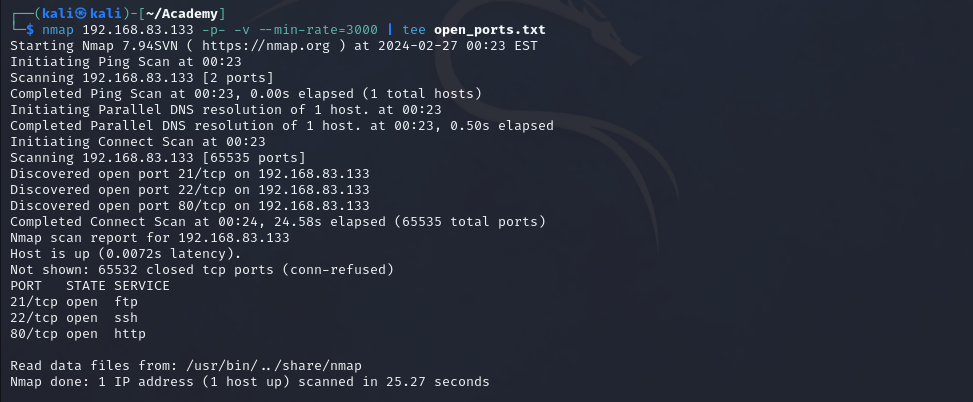 ┌──(kali㉿kali)-[~/Academy]
└─$ nmap 192.168.83.133 -p- -v --min-rate=3000 | tee open_ports.txt
Starting Nmap 7.94SVN ( https://nmap.org ) at 2024-02-27 00:23 EST
Initiating Ping Scan at 00:23
Scanning 192.168.83.133 [2 ports]
Completed Ping Scan at 00:23, 0.00s elapsed (1 total hosts)
Initiating Parallel DNS resolution of 1 host. at 00:23
Completed Parallel DNS resolution of 1 host. at 00:23, 0.50s elapsed
Initiating Connect Scan at 00:23
Scanning 192.168.83.133 [65535 ports]
Discovered open port 21/tcp on 192.168.83.133
Discovered open port 22/tcp on 192.168.83.133
Discovered open port 80/tcp on 192.168.83.133
Completed Connect Scan at 00:24, 24.58s elapsed (65535 total ports)
Nmap scan report for 192.168.83.133
Host is up (0.0072s latency).
Not shown: 65532 closed tcp ports (conn-refused)
PORT   STATE SERVICE
21/tcp open  ftp
22/tcp open  ssh
80/tcp open  http

Read data files from: /usr/bin/../share/nmap
Nmap done: 1 IP address (1 host up) scanned in 25.27 seconds